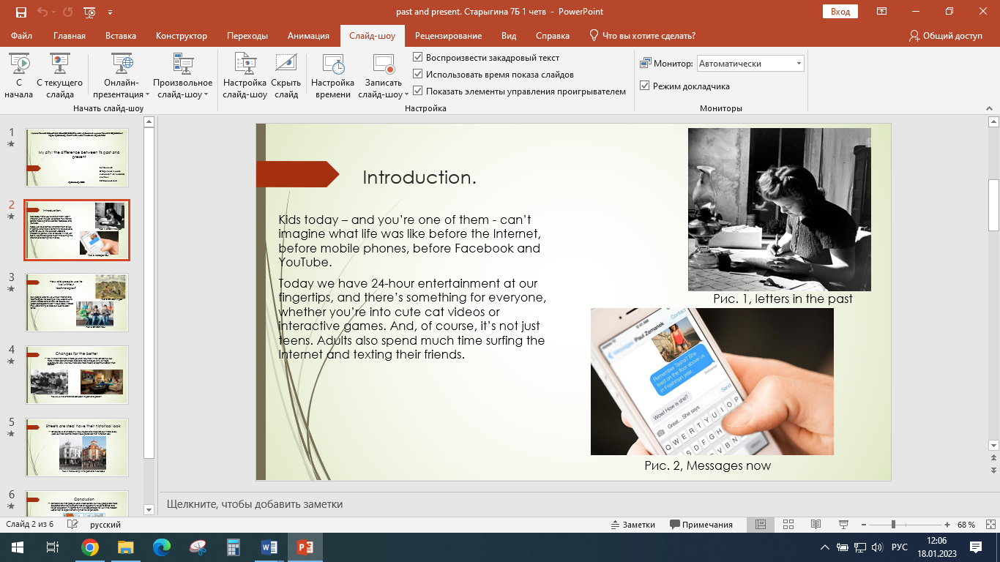 past and present. Старыгина 7Б 1 четв - PowerPoint
Вход
Файл
Главная
Вставка
Конструктор
Переходы
Анимация
Слайд-шоу
Рецензирование
Вид
Справка
Что вы хотите сделать?
Общий доступ
С начала
С текущего слайда
Онлайн-презентация
Произвольное слайд-шоу
Начать слайд-шоу
Настройка слайд-шоу
Скрыть слайд
Настройка времени
Записать слайд-шоу
Воспроизвести закадровый текст
Использовать время показа слайдов
Показать элементы управления проигрывателем
Настройка
Монитор:
Автоматически
Режим докладчика
Мониторы
1
My city: the difference between its past and
present
2
Introduction.
3
How did people use to
live without
technologies?
4
Changes for the better
5
Streets are steal have their historical look
6
Conclusion
Introduction.
Kids today – and you’re one of them - can’t
imagine what life was like before the Internet,
before mobile phones, before Facebook and
YouTube.
Today we have 24-hour entertainment at our
fingertips, and there’s something for everyone,
whether you’re into cute cat videos or
interactive games. And, of course, it’s not just
teens. Adults also spend much time surfing the
Internet and texting their friends.
Рис. 1, letters in the past
9:41 AM
Messages
Paul Zemanek
Contact
Remember Tasha? She
lived on the floor above us
in Freshman year.
Delivered
Wow! How is she?
Great... She says
Send
Q W E R T Y U I O P
S D F G H
V B N
Рис. 2, Messages now
Щелкните, чтобы добавить заметки
Слайд 2 из 6
русский
Заметки
Примечания
68 %
РУС
12:06
18.01.2023